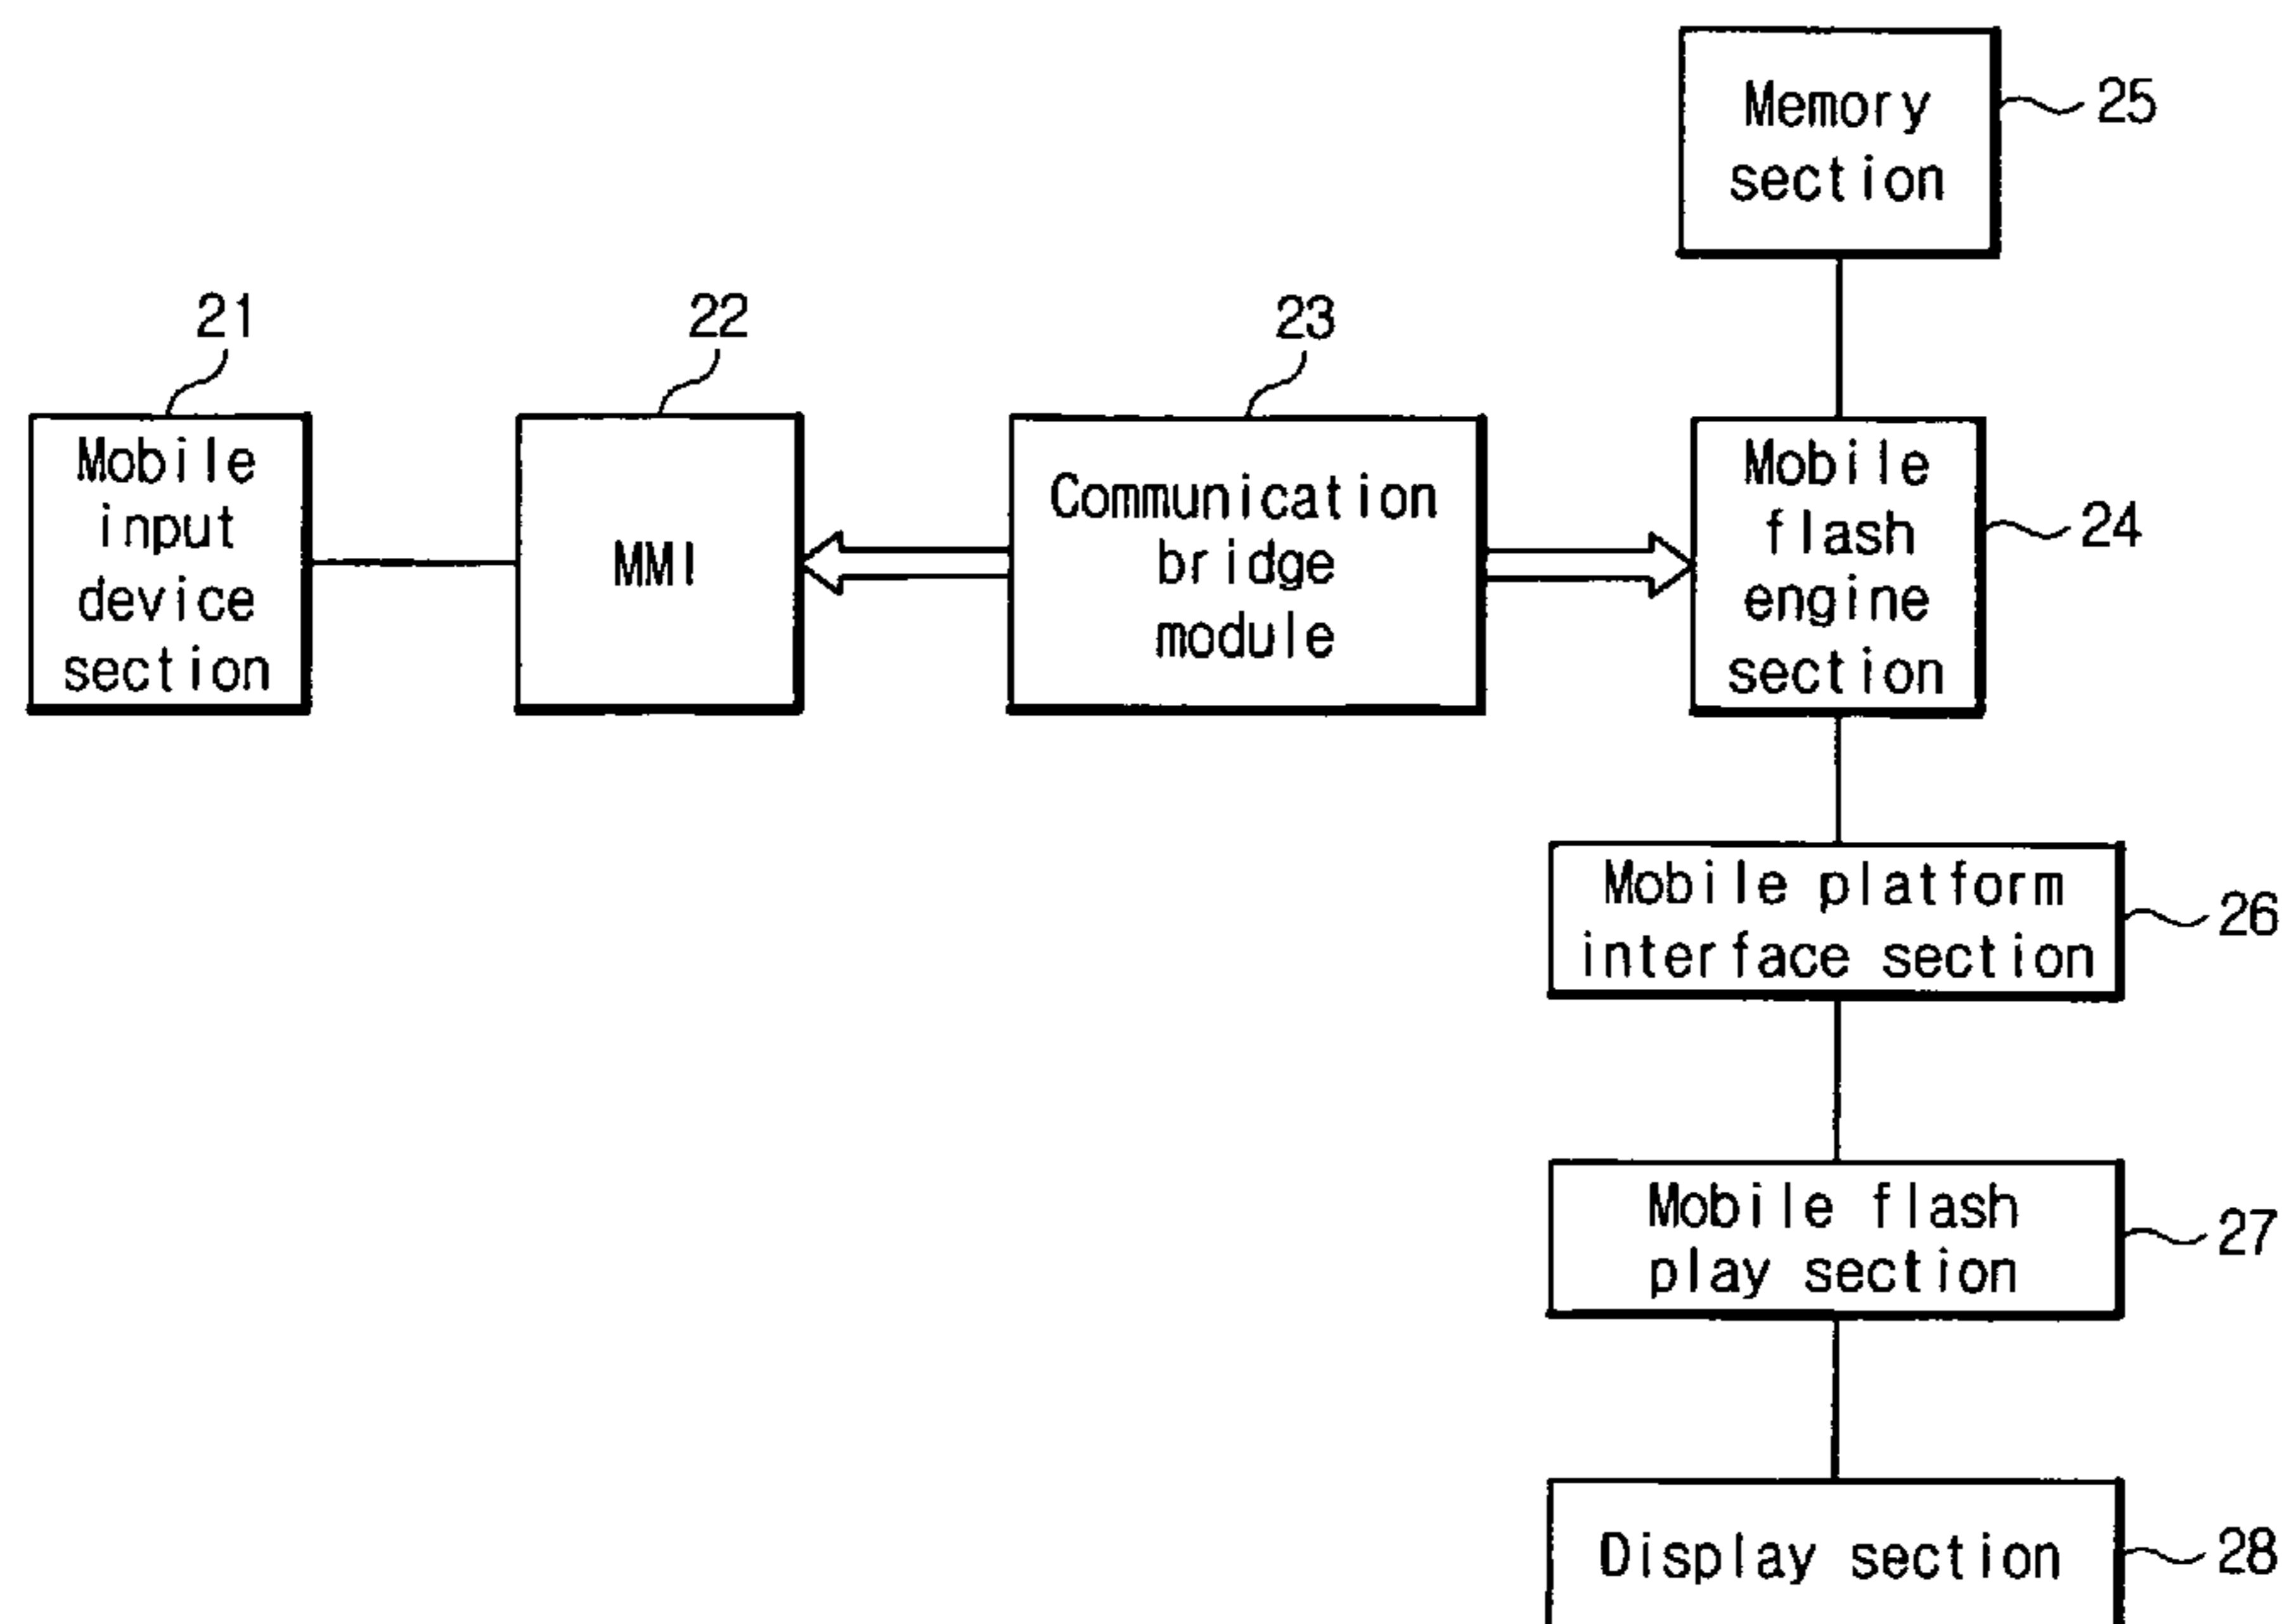 Memory
section
25
21
22
23
Mobile
input
device
section
MMI
Communication
bridge
module
Mobile
flash
engine
section
24
Mobile platform
interface section
26
Mobile flash
play section
27
Display section
28